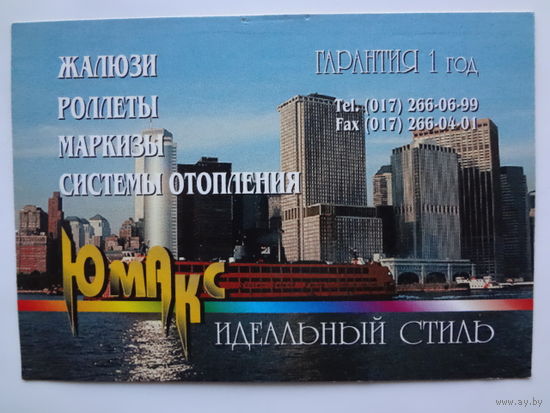 ЖАЛЮЗИ
РОЛЛЕТЫ
МАРКИЗЫ
СИСТЕМЫ ОТОПЛЕНИЯ
ГАРАНТИЯ 1 ГОД
Tel. (017) 266-06-99
Fax (017) 266-04-01
ЮМАКС
ИДЕАЛЬНЫЙ СТИЛЬ
www.ay.by